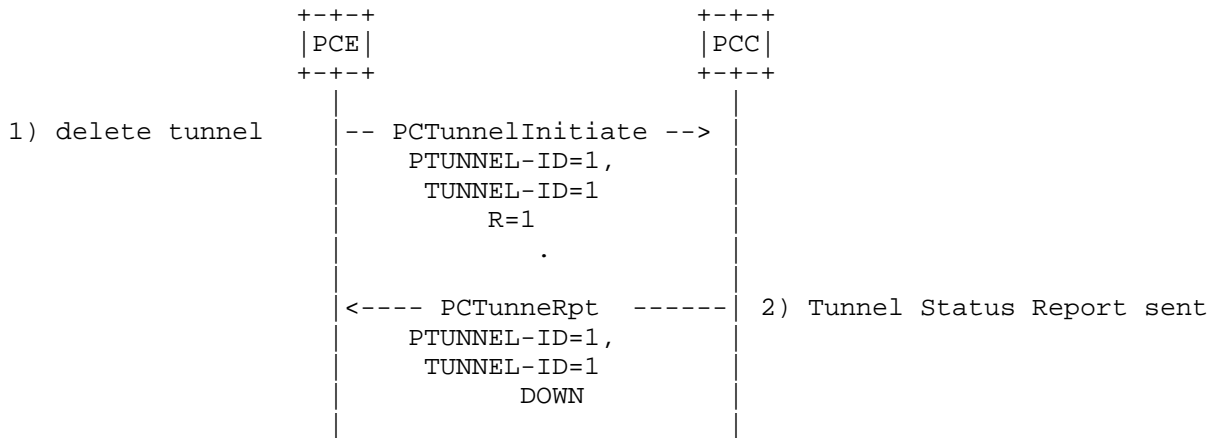 +-+-+ +-+-+
|PCE| |PCC|
+-+-+ +-+-+
| |
1) delete tunnel |-- PCTunnelInitiate --> |
| PTUNNEL-ID=1, |
| TUNNEL-ID=1 |
| R=1 |
| . |
| |
|<---- PCTunneRpt ------| 2) Tunnel Status Report sent
| PTUNNEL-ID=1, |
| TUNNEL-ID=1 |
| DOWN |
| |